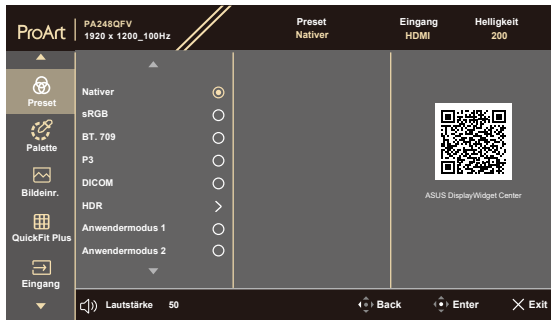 ProArt
PA248QFV
1920 x 1200_100Hz
Preset
Nativer
Eingang
HDMI
Helligkeit
200
Preset
Palette
Bildeinr.
QuickFit Plus
Eingang
Nativer
sRGB
BT. 709
P3
DICOM
HDR
Anwendermodus 1
Anwendermodus 2
ASUS DisplayWidget Center
Lautstärke 50
Back
Enter
Exit